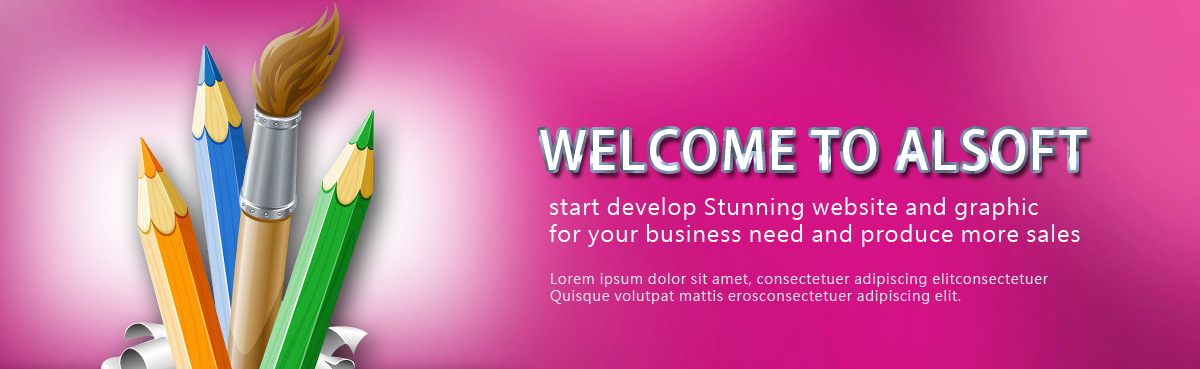 WELCOME TO ALSOFT
start develop Stunning website and graphic
for your business need and produce more sales
Lorem ipsum dolor sit amet, consectetuer adipiscing elitconsectetuer
Quisque volutpat mattis erosconsectetuer adipiscing elit.